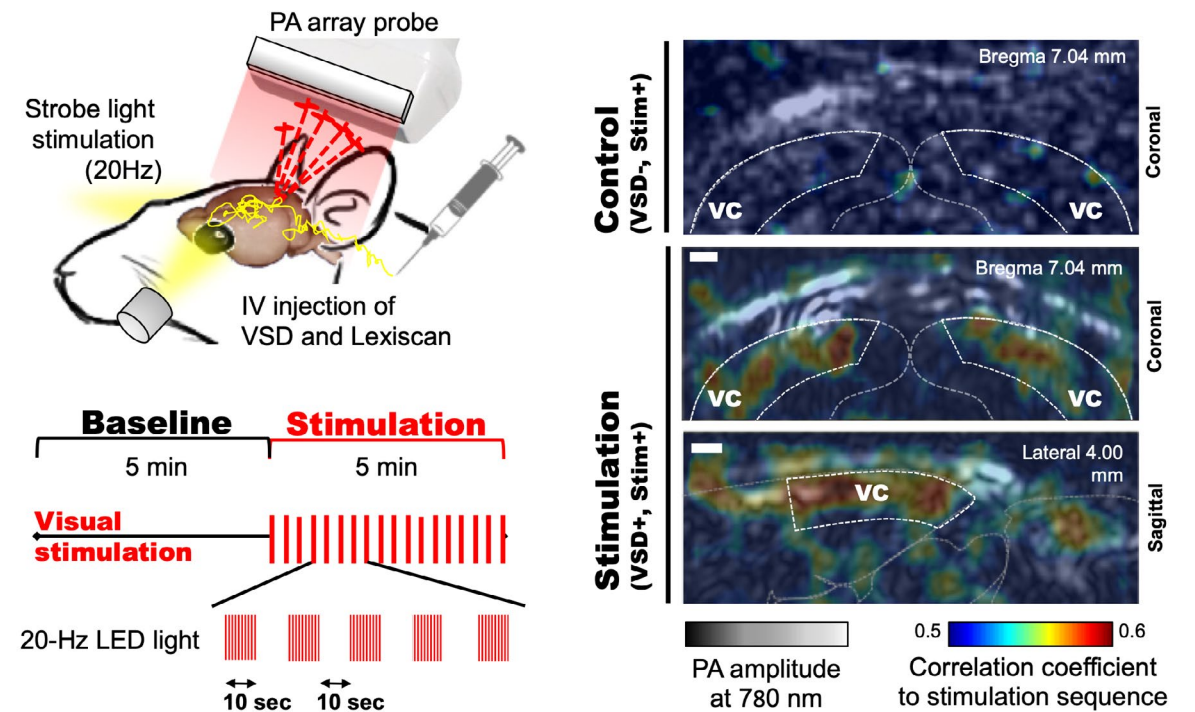 PA array probe
Strobe light
stimulation
(20Hz)
IV injection of
VSD and Lexiscan
Baseline
Stimulation
5 min
5 min
Visual
stimulation
20-Hz LED light
10 sec
10 sec
Control
(VSD-, Stim+)
Bregma 7.04 mm
VC
VC
Coronal
Stimulation
(VSD+, Stim+)
Bregma 7.04 mm
VC
VC
Coronal
Lateral 4.00
mm
VC
Sagittal
PA amplitude
at 780 nm
0.5
0.6
Correlation coefficient
to stimulation sequence